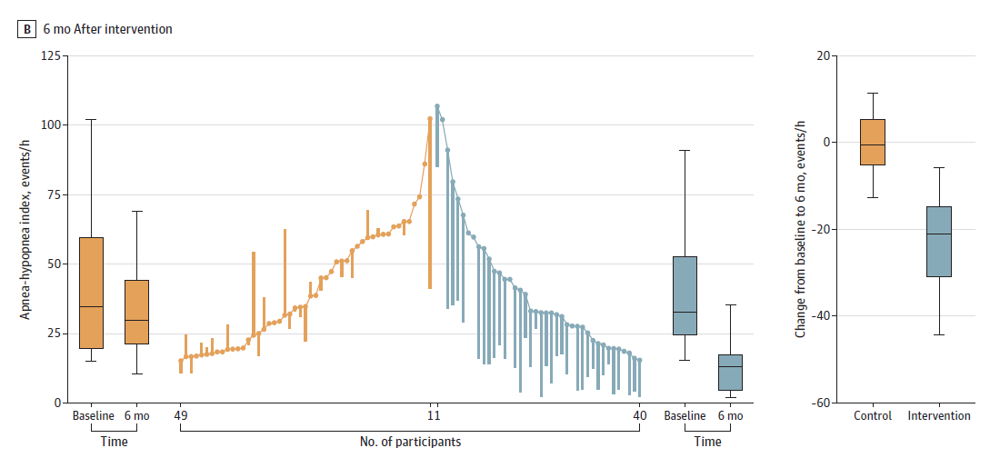 B 6 mo After intervention
Apnea-hypopnea index, events/h
125
100
75
50
25
0
Baseline 6 mo
Time
49 11 40
No. of participants
Baseline 6 mo
Time
Change from baseline to 6 mo, events/h
20
0
-20
-40
-60
Control Intervention